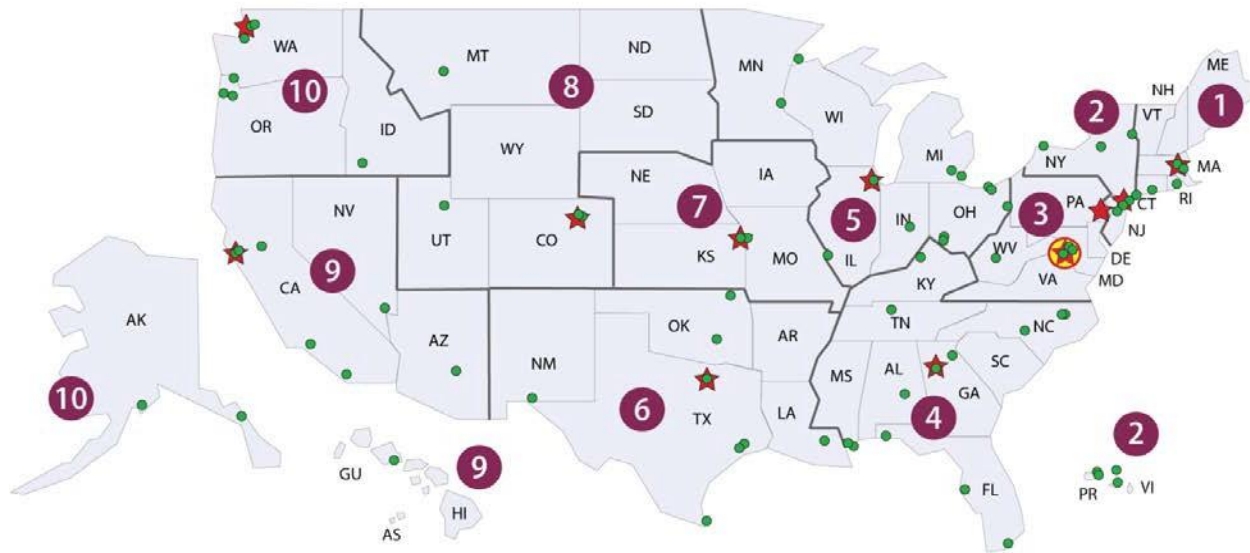 WA
10
OR
ID
MT
8
ND
SD
WY
MN
WI
MI
ME
NH
1
2
VT
NY
MA
CT
RI
PA
3
NJ
NE
7
IA
5
IN
OH
NV
UT
CO
KS
MO
IL
WV
VA
DE
MD
KY
9
CA
AK
AZ
NM
OK
AR
TN
NC
SC
10
6
TX
LA
MS
AL
4
GA
9
GU
HI
AS
FL
2
PR
VI